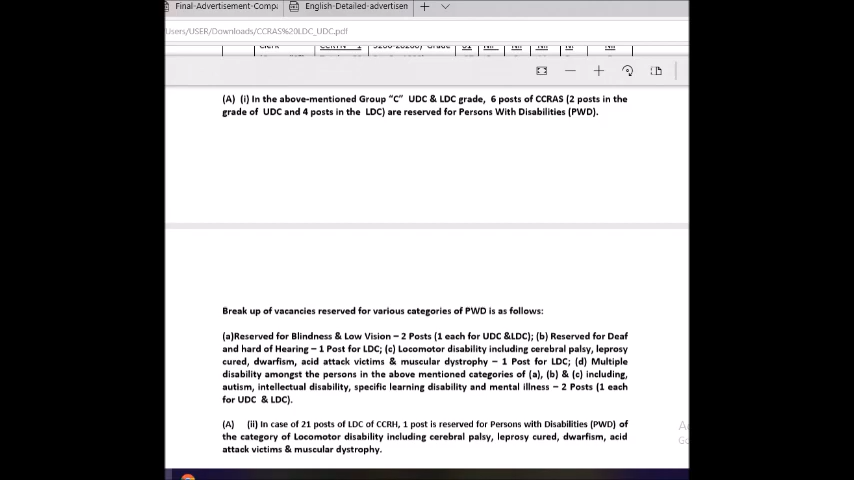 Final-Advertisement-Comp
English-Detailed-advertisen
Users/USER/Downloads/CCRAS%20LDC_UDC.pdf
Clerk
5200-20200) Grade
(A) (i) In the above-mentioned Group “C” UDC & LDC grade, 6 posts of CCRAS (2 posts in the
grade of UDC and 4 posts in the LDC) are reserved for Persons With Disabilities (PWD).
Break up of vacancies reserved for various categories of PWD is as follows:
(a)Reserved for Blindness & Low Vision – 2 Posts (1 each for UDC &LDC); (b) Reserved for Deaf
and hard of Hearing – 1 Post for LDC; (c) Locomotor disability including cerebral palsy, leprosy
cured, dwarfism, acid attack victims & muscular dystrophy – 1 Post for LDC; (d) Multiple
disability amongst the persons in the above mentioned categories of (a), (b) & (c) including,
autism, intellectual disability, specific learning disability and mental illness – 2 Posts (1 each
for UDC & LDC).
(A) (ii) In case of 21 posts of LDC of CCRH, 1 post is reserved for Persons with Disabilities (PWD) of
the category of Locomotor disability including cerebral palsy, leprosy cured, dwarfism, acid
attack victims & muscular dystrophy.